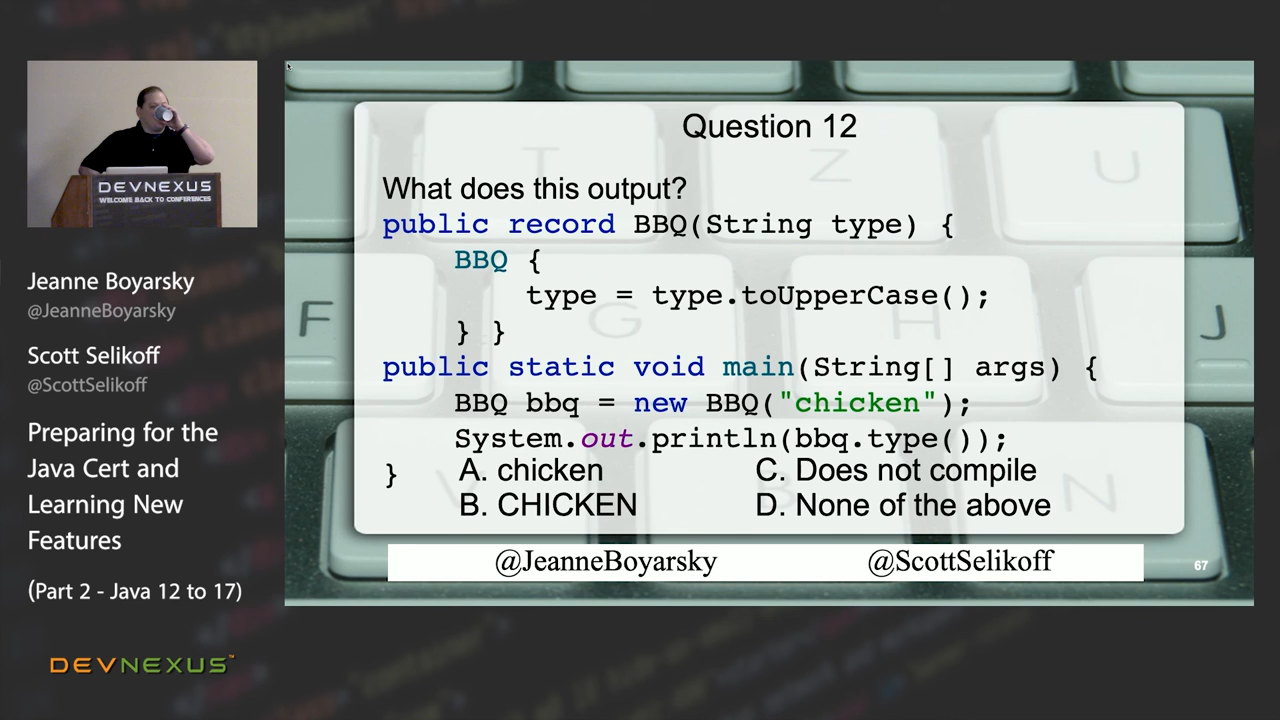 DEVNEXUS
WELCOME BACK TO CONFERENCES
Jeanne Boyarsky
@JeanneBoyarsky
Scott Selikoff
@ScottSelikoff
Preparing for the
Java Cert and
Learning New
Features
(Part 2 - Java 12 to 17)
DEVNEXUS™
Question 12
What does this output?
public record BBQ(String type) {
BBQ {
type = type.toUpperCase();
} }
public static void main(String[] args) {
BBQ bbq = new BBQ("chicken");
System.out.println(bbq.type());
}
A. chicken
B. CHICKEN
C. Does not compile
D. None of the above
@JeanneBoyarsky
@ScottSelikoff
67
T
Z
U
F
G
H
J
V
B
N